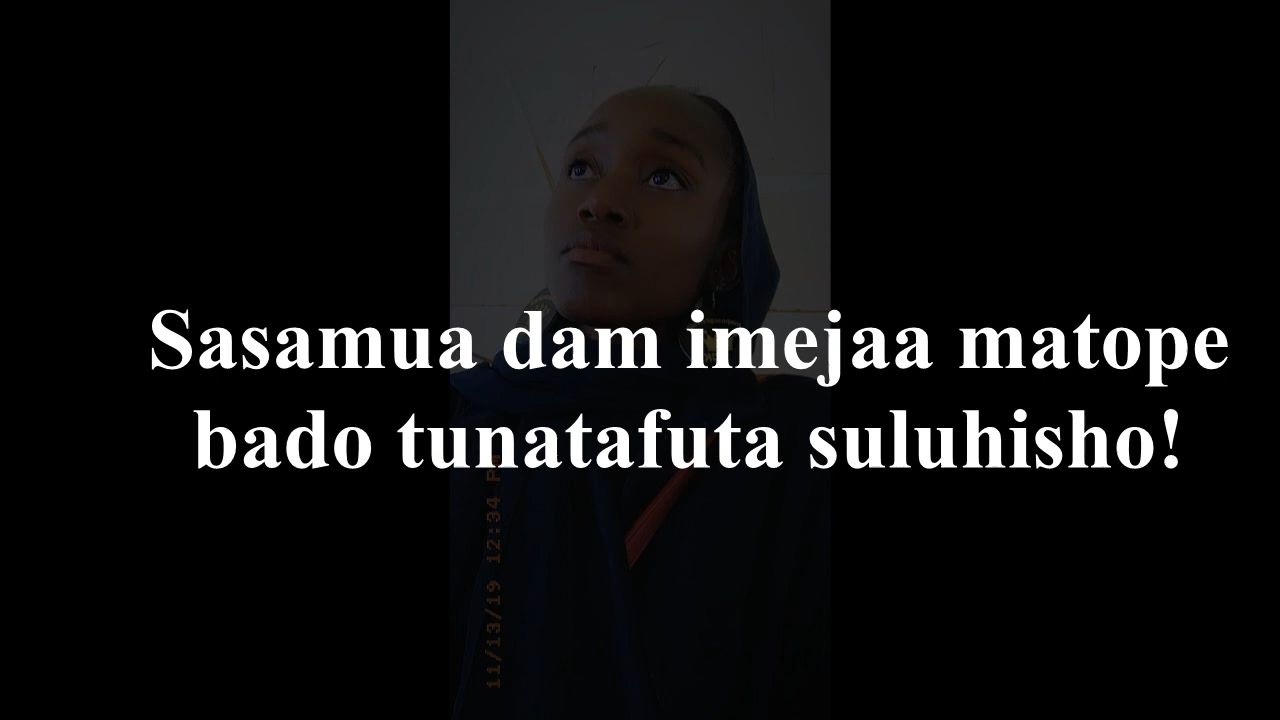 Sasamua dam imejaa matope
bado tunatafuta suluhisho!
11/13/19 12:34 P